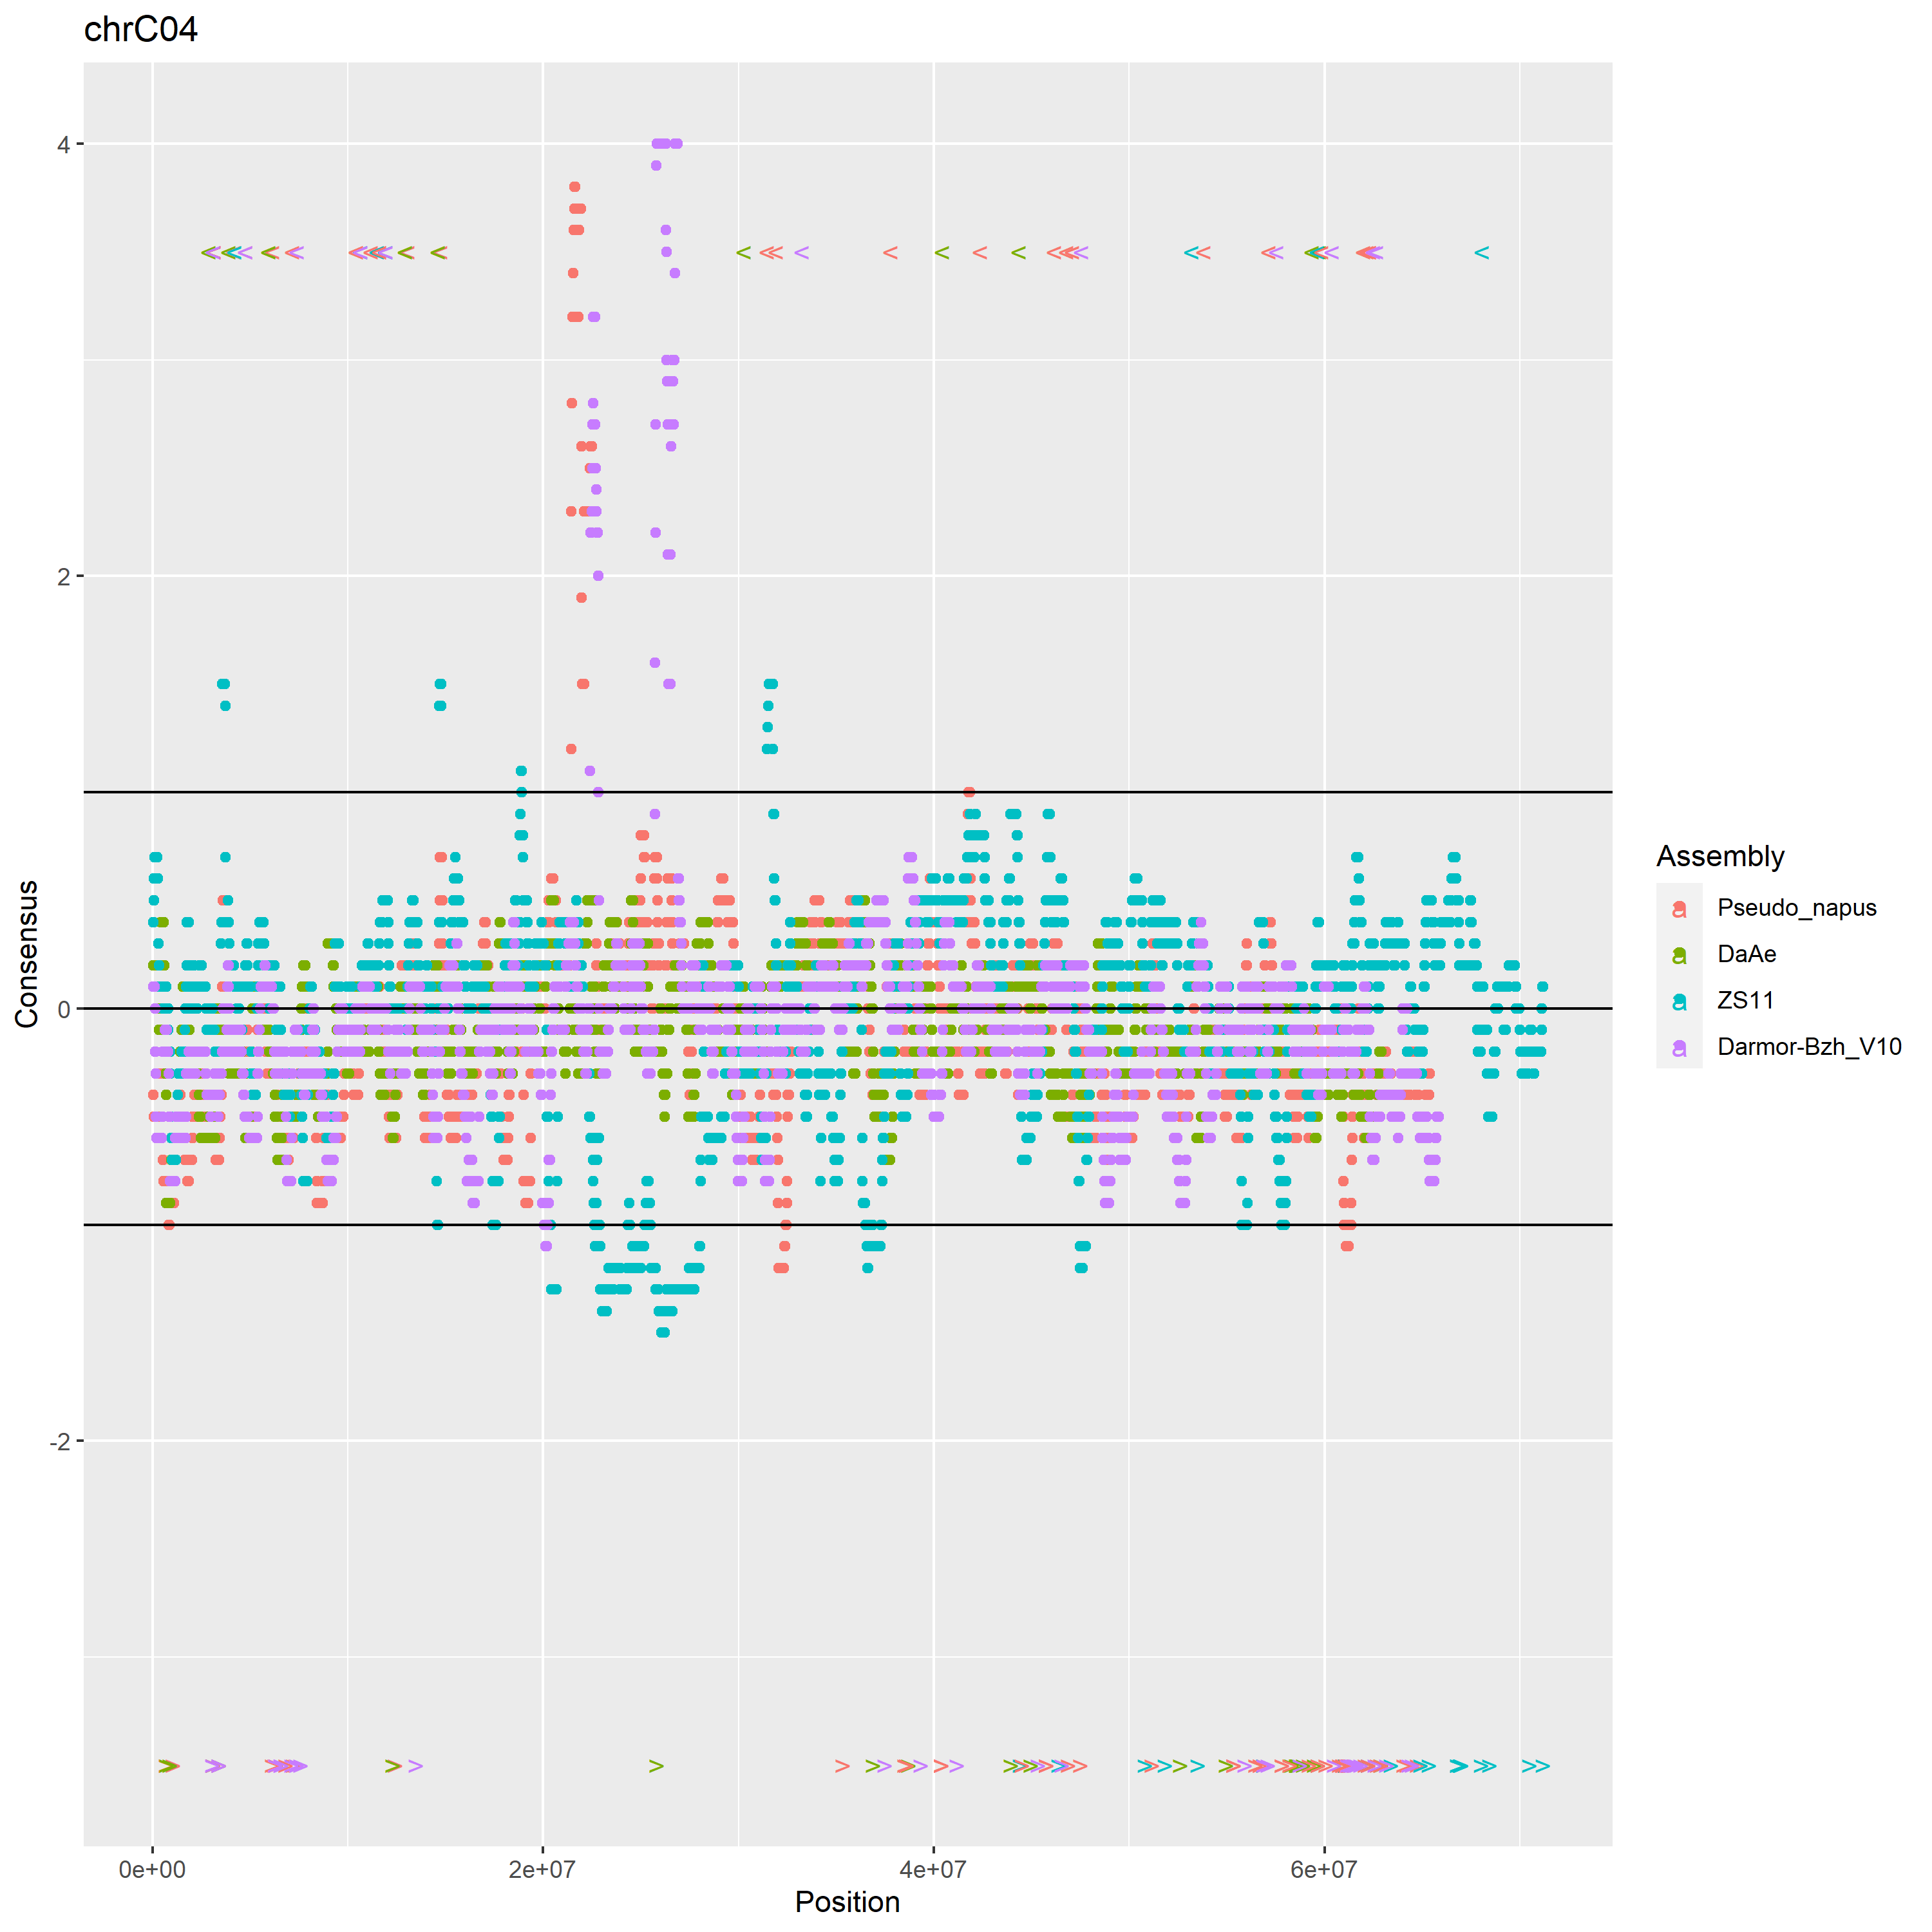 chrC04
4
2
0
-2
Consensus
0e+00
2e+07
4e+07
6e+07
Position
Assembly
a Pseudo_napus
a DaAe
a ZS11
a Darmor-Bzh_V10